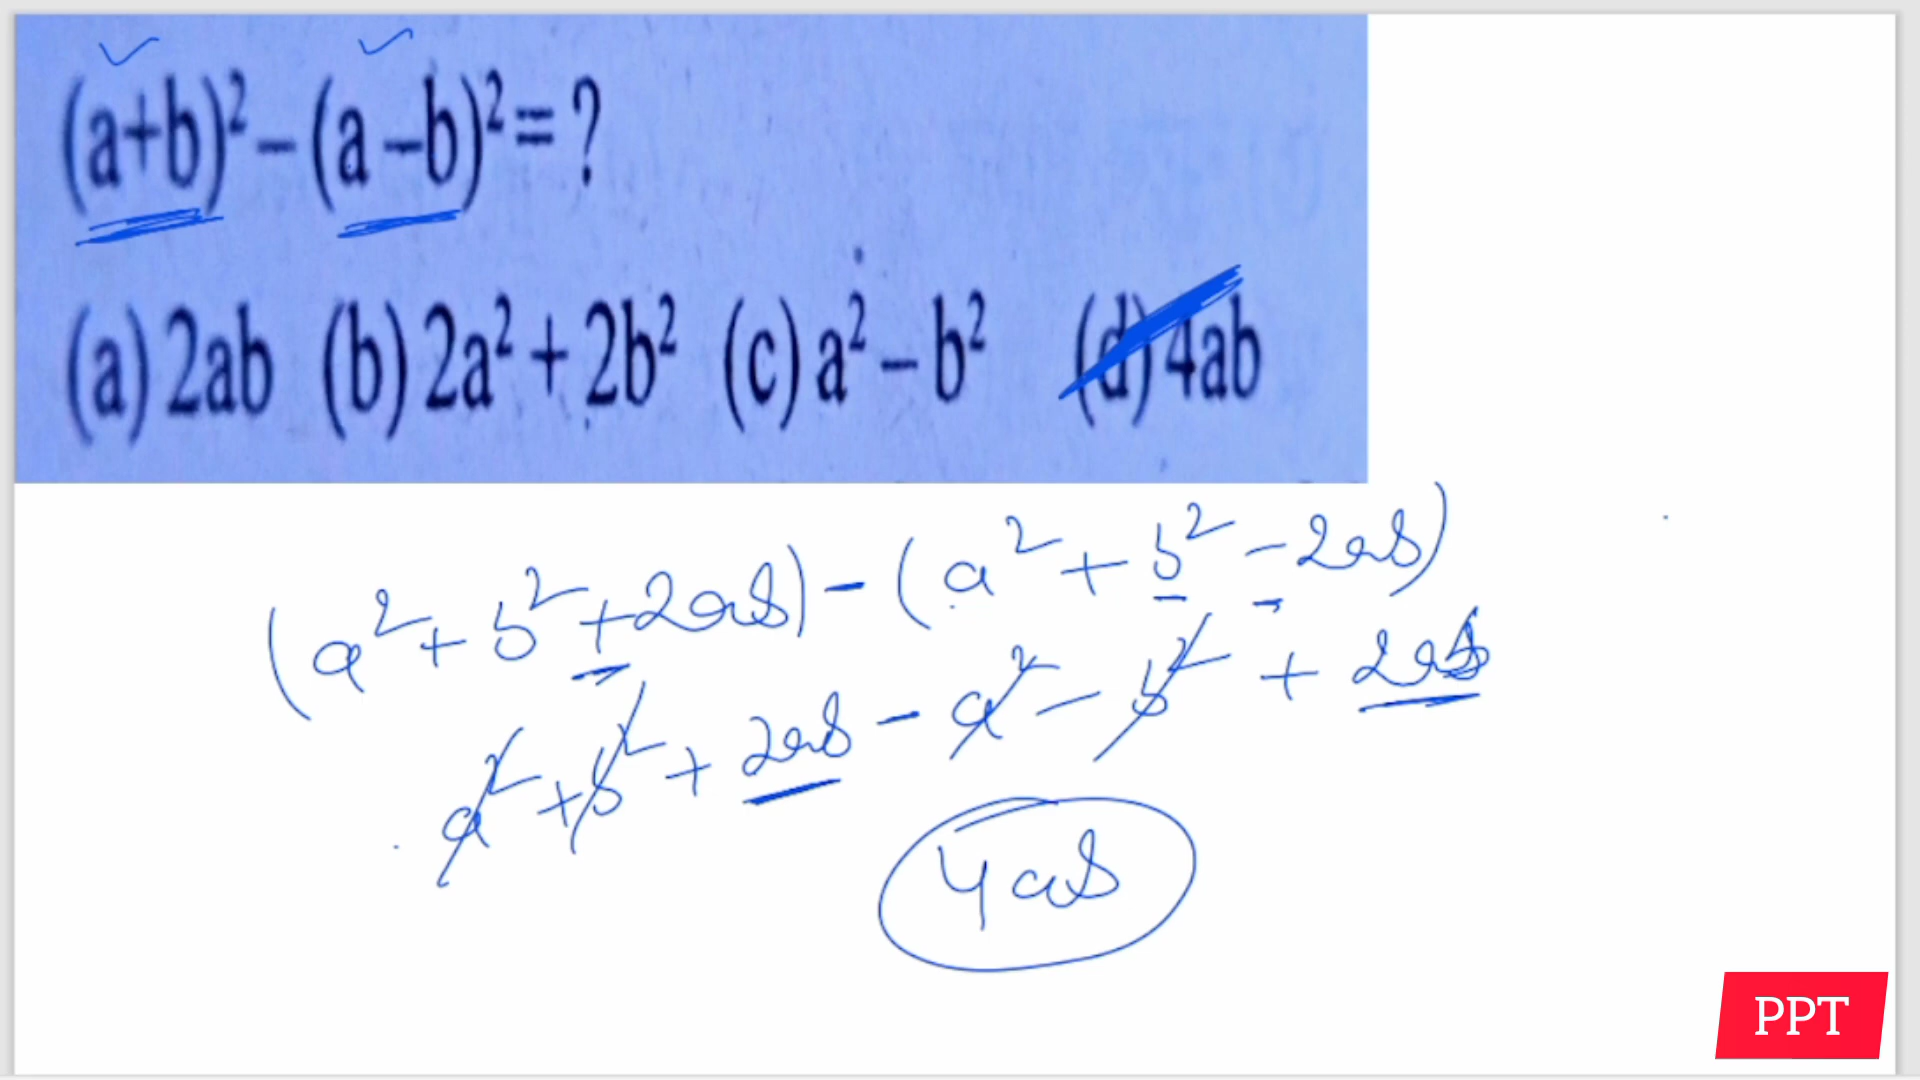 (a+b)² – (a – b)² = ?
(a) 2ab (b) 2a² + 2b² (c) a² – b² (d) 4ab
(a² + b² + 2ab) - (a² + b² - 2ab)
a² + b² + 2ab - a² - b² + 2ab
4ab
PPT